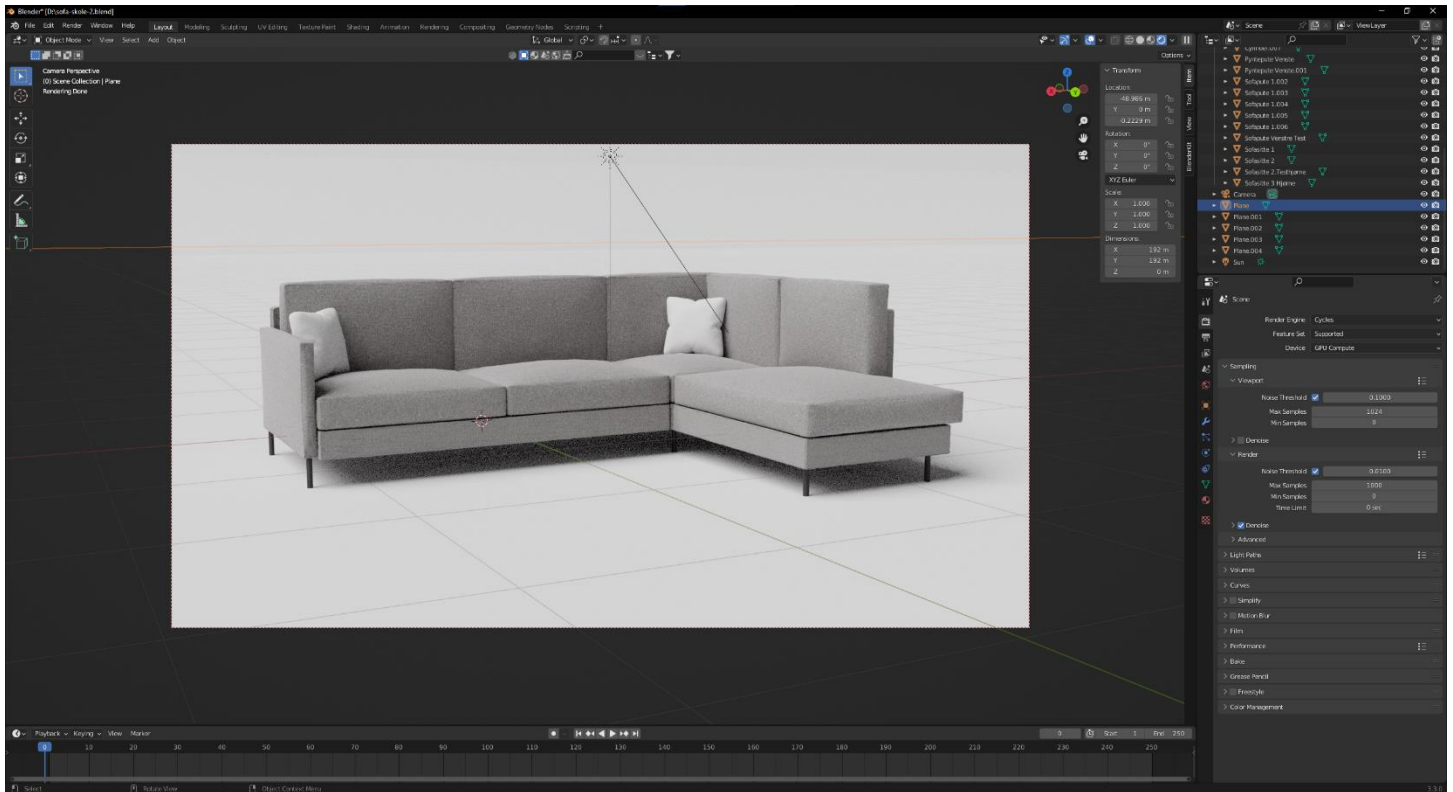 Blender* [D:\sofa-skole-2.blend]
File Edit Render Window Help Layout Modeling Sculpting UV Editing Texture Paint Shading Animation Rendering Compositing Geometry Nodes Scripting + Scene ViewLayer
Object Mode View Select Add Object Global
Options
Camera Perspective
(0) Scene Collection | Plane
Rendering Done
Transform
Location:
-48.986 m
Y 0 m
-0.2229 m
Rotation:
X 0°
Y 0°
Z 0°
XYZ Euler
Scale:
X 1.000
Y 1.000
Z 1.000
Dimensions:
X 192 m
Y 192 m
Z 0 m
Item
Tool
View
BlenderKit
Pyntepute Venste
Pyntepute Venste.001
Sofapute 1.002
Sofapute 1.003
Sofapute 1.004
Sofapute 1.005
Sofapute 1.006
Sofapute Venstre Test
Sofasitte 1
Sofasitte 2
Sofasitte 2.Testhjørne
Sofasitte 3 Hjørne
Camera
Plane
Plane.001
Plane.002
Plane.003
Plane.004
Sun
Scene
Render Engine Cycles
Feature Set Supported
Device GPU Compute
Sampling
Viewport
Noise Threshold 0.1000
Max Samples 1024
Min Samples 0
Denoise
Render
Noise Threshold 0.0100
Max Samples 1000
Min Samples 0
Time Limit 0 sec
Denoise
Advanced
Light Paths
Volumes
Curves
Simplify
Motion Blur
Film
Performance
Bake
Grease Pencil
Freestyle
Color Management
Playback Keying View Marker 0 Start 1 End 250
0 10 20 30 40 50 60 70 80 90 100 110 120 130 140 150 160 170 180 190 200 210 220 230 240 250
Select Rotate View Object Context Menu 3.3.0